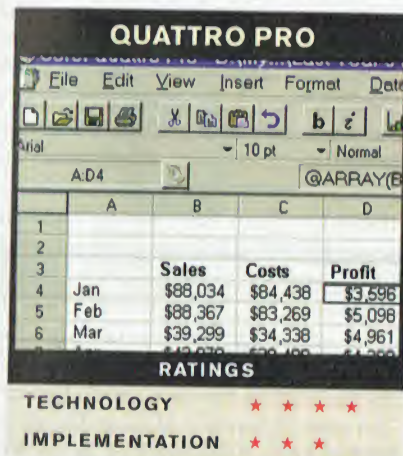 QUATTRO PRO
File Edit View Insert Format
b i
Arial 10 pt Normal
A:D4 @ARRAY(B
A B C D
1
2
3 Sales Costs Profit
4 Jan $88,034 $84,438 $3,596
5 Feb $88,367 $83,269 $5,098
6 Mar $39,299 $34,338 $4,961
RATINGS
TECHNOLOGY ★ ★ ★ ★
IMPLEMENTATION ★ ★ ★